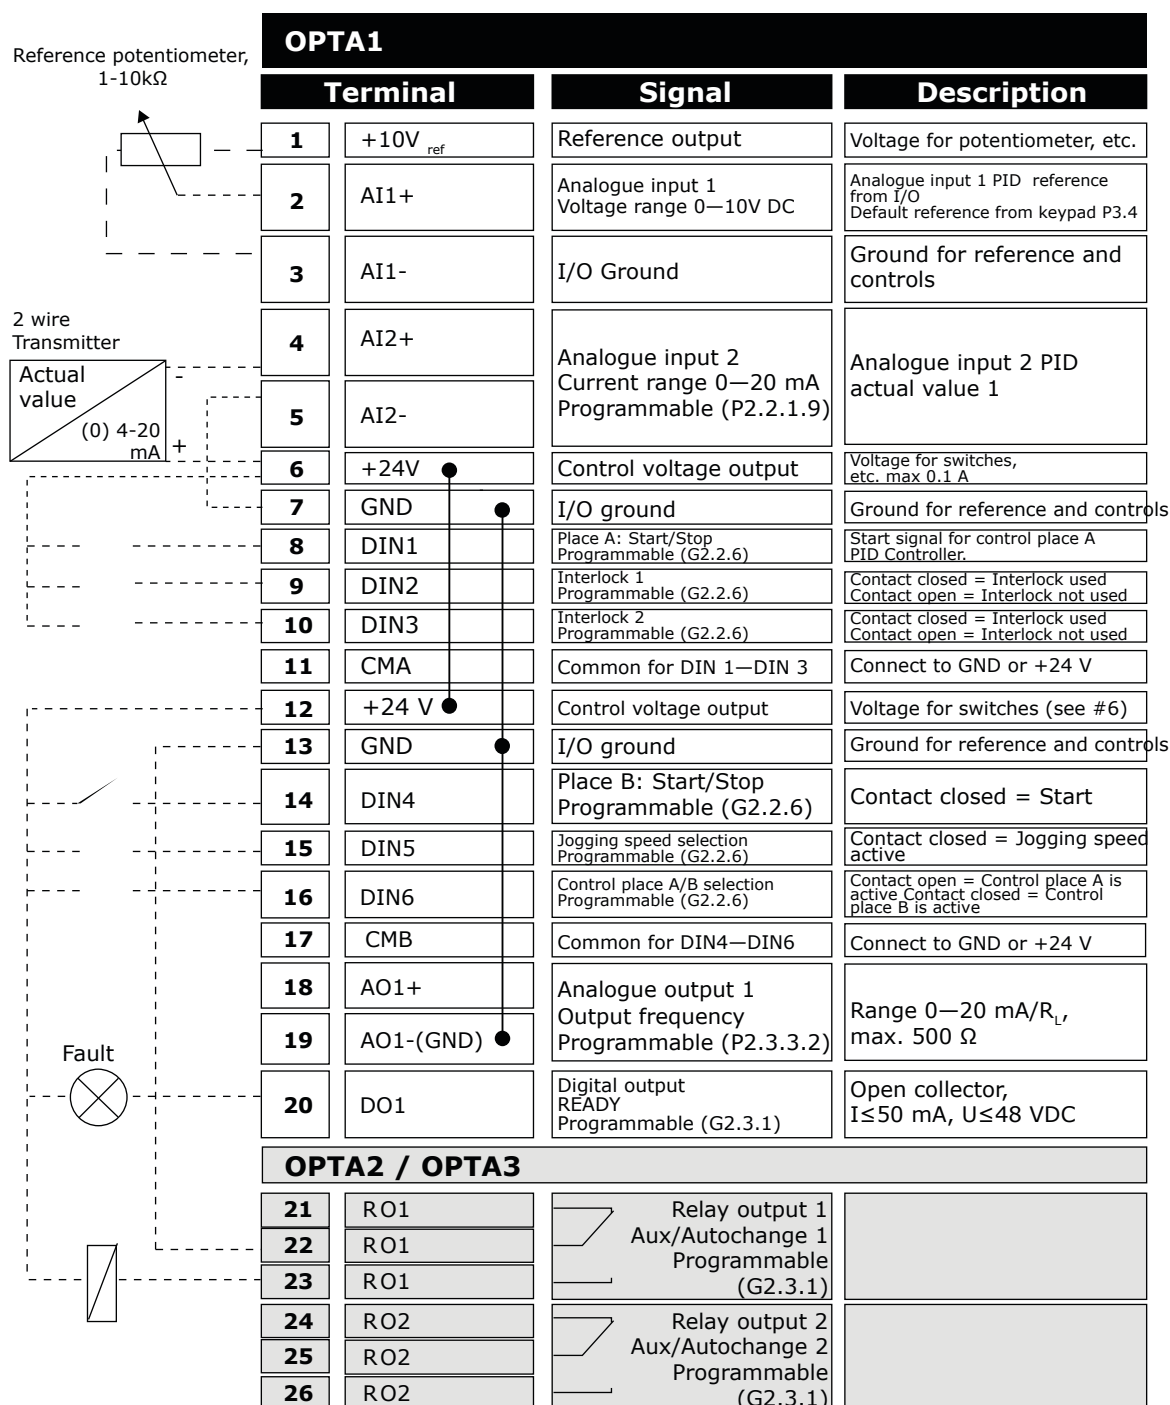 OPTA1
Reference potentiometer,
1-10kΩ
Terminal Signal Description
1 +10V ref Reference output Voltage for potentiometer, etc.
2 AI1+ Analogue input 1
Voltage range 0—10V DC
Analogue input 1 PID reference
from I/O
Default reference from keypad P3.4
3 AI1- I/O Ground Ground for reference and
controls
2 wire
Transmitter
Actual
value
(0) 4-20
mA
-
+
4 AI2+
5 AI2-
Analogue input 2
Current range 0—20 mA
Programmable (P2.2.1.9)
Analogue input 2 PID
actual value 1
6 +24V Control voltage output Voltage for switches,
etc. max 0.1 A
7 GND I/O ground Ground for reference and controls
8 DIN1 Place A: Start/Stop
Programmable (G2.2.6)
Start signal for control place A
PID Controller.
9 DIN2 Interlock 1
Programmable (G2.2.6)
Contact closed = Interlock used
Contact open = Interlock not used
10 DIN3 Interlock 2
Programmable (G2.2.6)
Contact closed = Interlock used
Contact open = Interlock not used
11 CMA Common for DIN 1—DIN 3 Connect to GND or +24 V
12 +24 V Control voltage output Voltage for switches (see #6)
13 GND I/O ground Ground for reference and controls
14 DIN4 Place B: Start/Stop
Programmable (G2.2.6)
Contact closed = Start
15 DIN5 Jogging speed selection
Programmable (G2.2.6)
Contact closed = Jogging speed
active
16 DIN6 Control place A/B selection
Programmable (G2.2.6)
Contact open = Control place A is
active Contact closed = Control
place B is active
17 CMB Common for DIN4—DIN6 Connect to GND or +24 V
18 AO1+
19 AO1-(GND)
Analogue output 1
Output frequency
Programmable (P2.3.3.2)
Range 0—20 mA/RL,
max. 500 Ω
Fault
20 DO1 Digital output
READY
Programmable (G2.3.1)
Open collector,
I≤50 mA, U≤48 VDC
OPTA2 / OPTA3
21 RO1
22 RO1
23 RO1
Relay output 1
Aux/Autochange 1
Programmable
(G2.3.1)
24 RO2
25 RO2
26 RO2
Relay output 2
Aux/Autochange 2
Programmable
(G2.3.1)